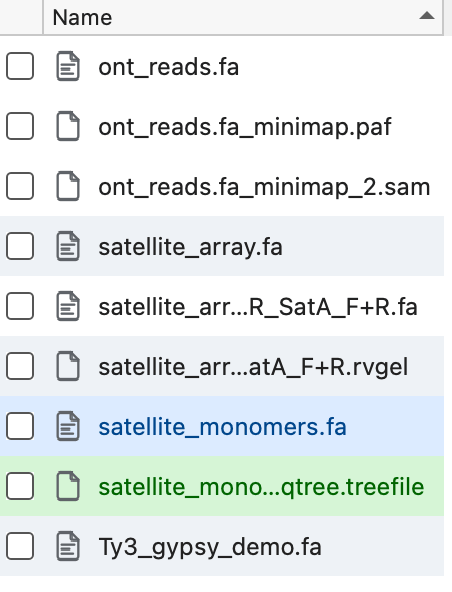 Name
ont_reads.fa
ont_reads.fa_minimap.paf
ont_reads.fa_minimap_2.sam
satellite_array.fa
satellite_arr...R_SatA_F+R.fa
satellite_arr...atA_F+R.rvgel
satellite_monomers.fa
satellite_mono...qtree.treefile
Ty3_gypsy_demo.fa